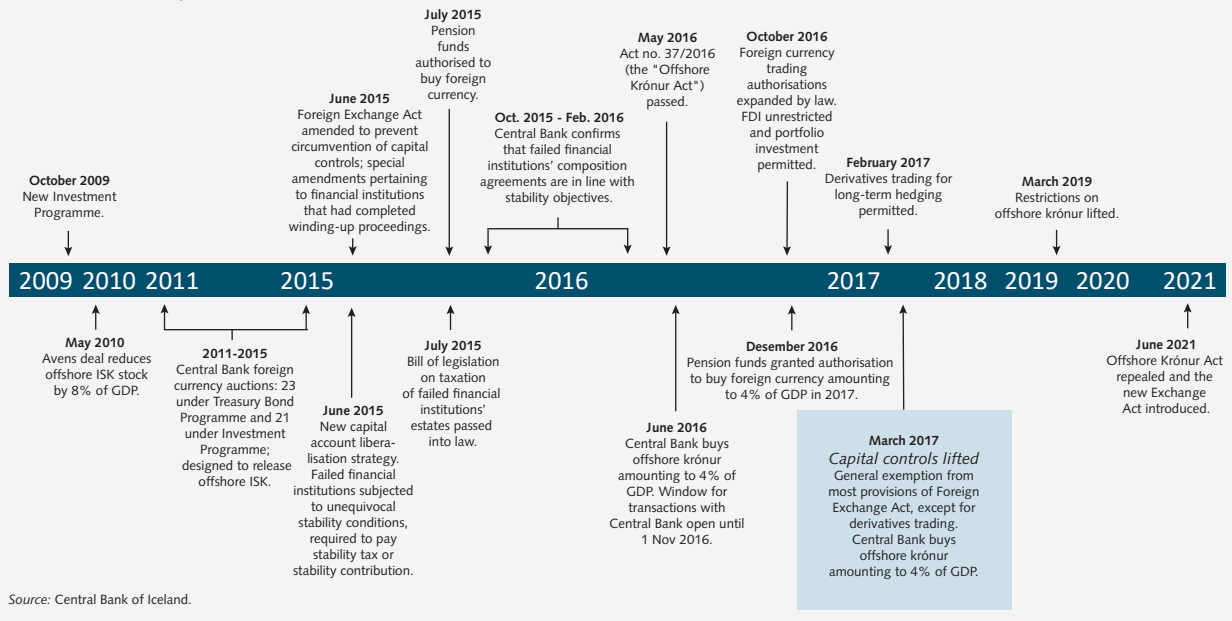 October 2009
New Investment
Programme.
June 2015
Foreign Exchange Act
amended to prevent
circumvention of capital
controls; special
amendments pertaining
to financial institutions
that had completed
winding-up proceedings.
July 2015
Pension
funds
authorised to
buy foreign
currency.
Oct. 2015 - Feb. 2016
Central Bank confirms
that failed financial
institutions' composition
agreements are in line with
stability objectives.
May 2016
Act no. 37/2016
(the "Offshore
Krónur Act")
passed.
October 2016
Foreign currency
trading
authorisations
expanded by law.
FDI unrestricted
and portfolio
investment
permitted.
February 2017
Derivatives trading for
long-term hedging
permitted.
March 2019
Restrictions on
offshore krónur lifted.
2009 2010 2011 2015 2016 2017 2018 2019 2020 2021
May 2010
Avens deal reduces
offshore ISK stock
by 8% of GDP.
2011-2015
Central Bank foreign
currency auctions: 23
under Treasury Bond
Programme and 21
under Investment
Programme;
designed to release
offshore ISK.
June 2015
New capital
account libera-
lisation strategy.
Failed financial
institutions subjected
to unequivocal
stability conditions,
required to pay
stability tax or
stability contribution.
July 2015
Bill of legislation
on taxation
of failed financial
institutions'
estates passed
into law.
June 2016
Central Bank buys
offshore krónur
amounting to 4% of
GDP. Window for
transactions with
Central Bank open until
1 Nov 2016.
Desember 2016
Pension funds granted authorisation
to buy foreign currency amounting
to 4% of GDP in 2017.
March 2017
Capital controls lifted
General exemption from
most provisions of Foreign
Exchange Act, except for
derivatives trading.
Central Bank buys
offshore krónur
amounting to 4% of GDP.
June 2021
Offshore Krónur Act
repealed and the
new Exchange
Act introduced.
Source: Central Bank of Iceland.